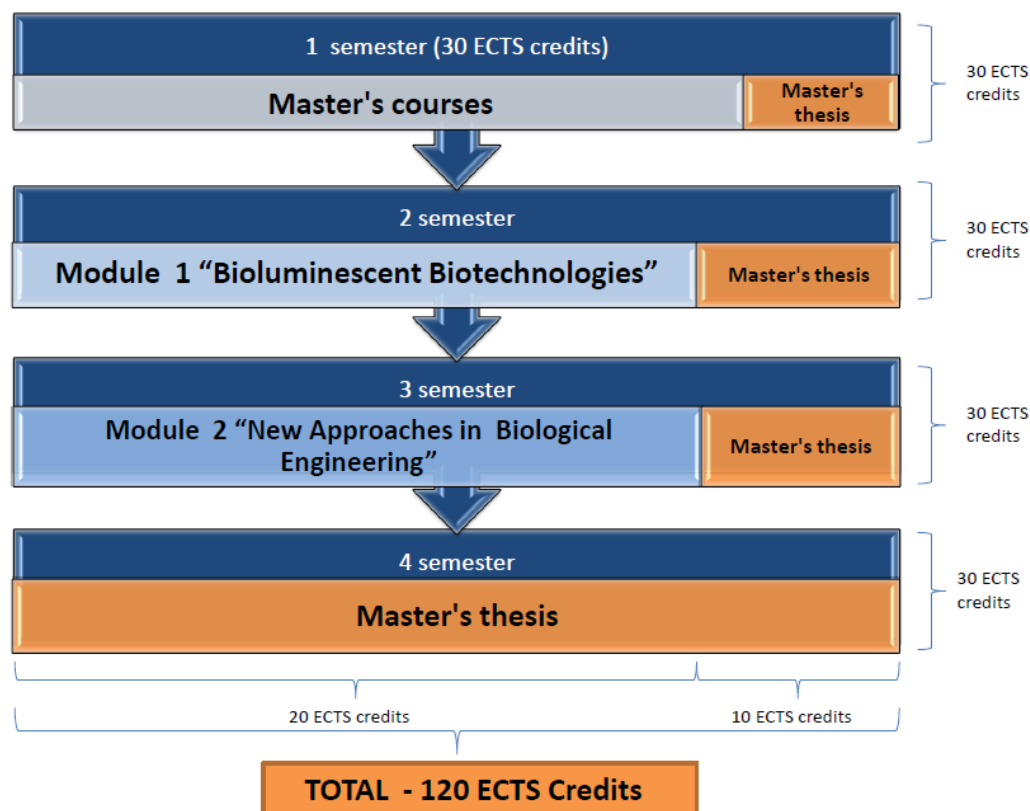 1  semester (30 ECTS credits)
Master's courses
Master's
thesis
30 ECTS
credits
2 semester
Module  1 “Bioluminescent Biotechnologies”
Master's thesis
30 ECTS
credits
3 semester
Module  2 “New Approaches in  Biological
Engineering”
Master's thesis
30 ECTS
credits
4 semester
Master's thesis
30 ECTS
credits
20 ECTS credits
10 ECTS credits
TOTAL  - 120 ECTS Credits